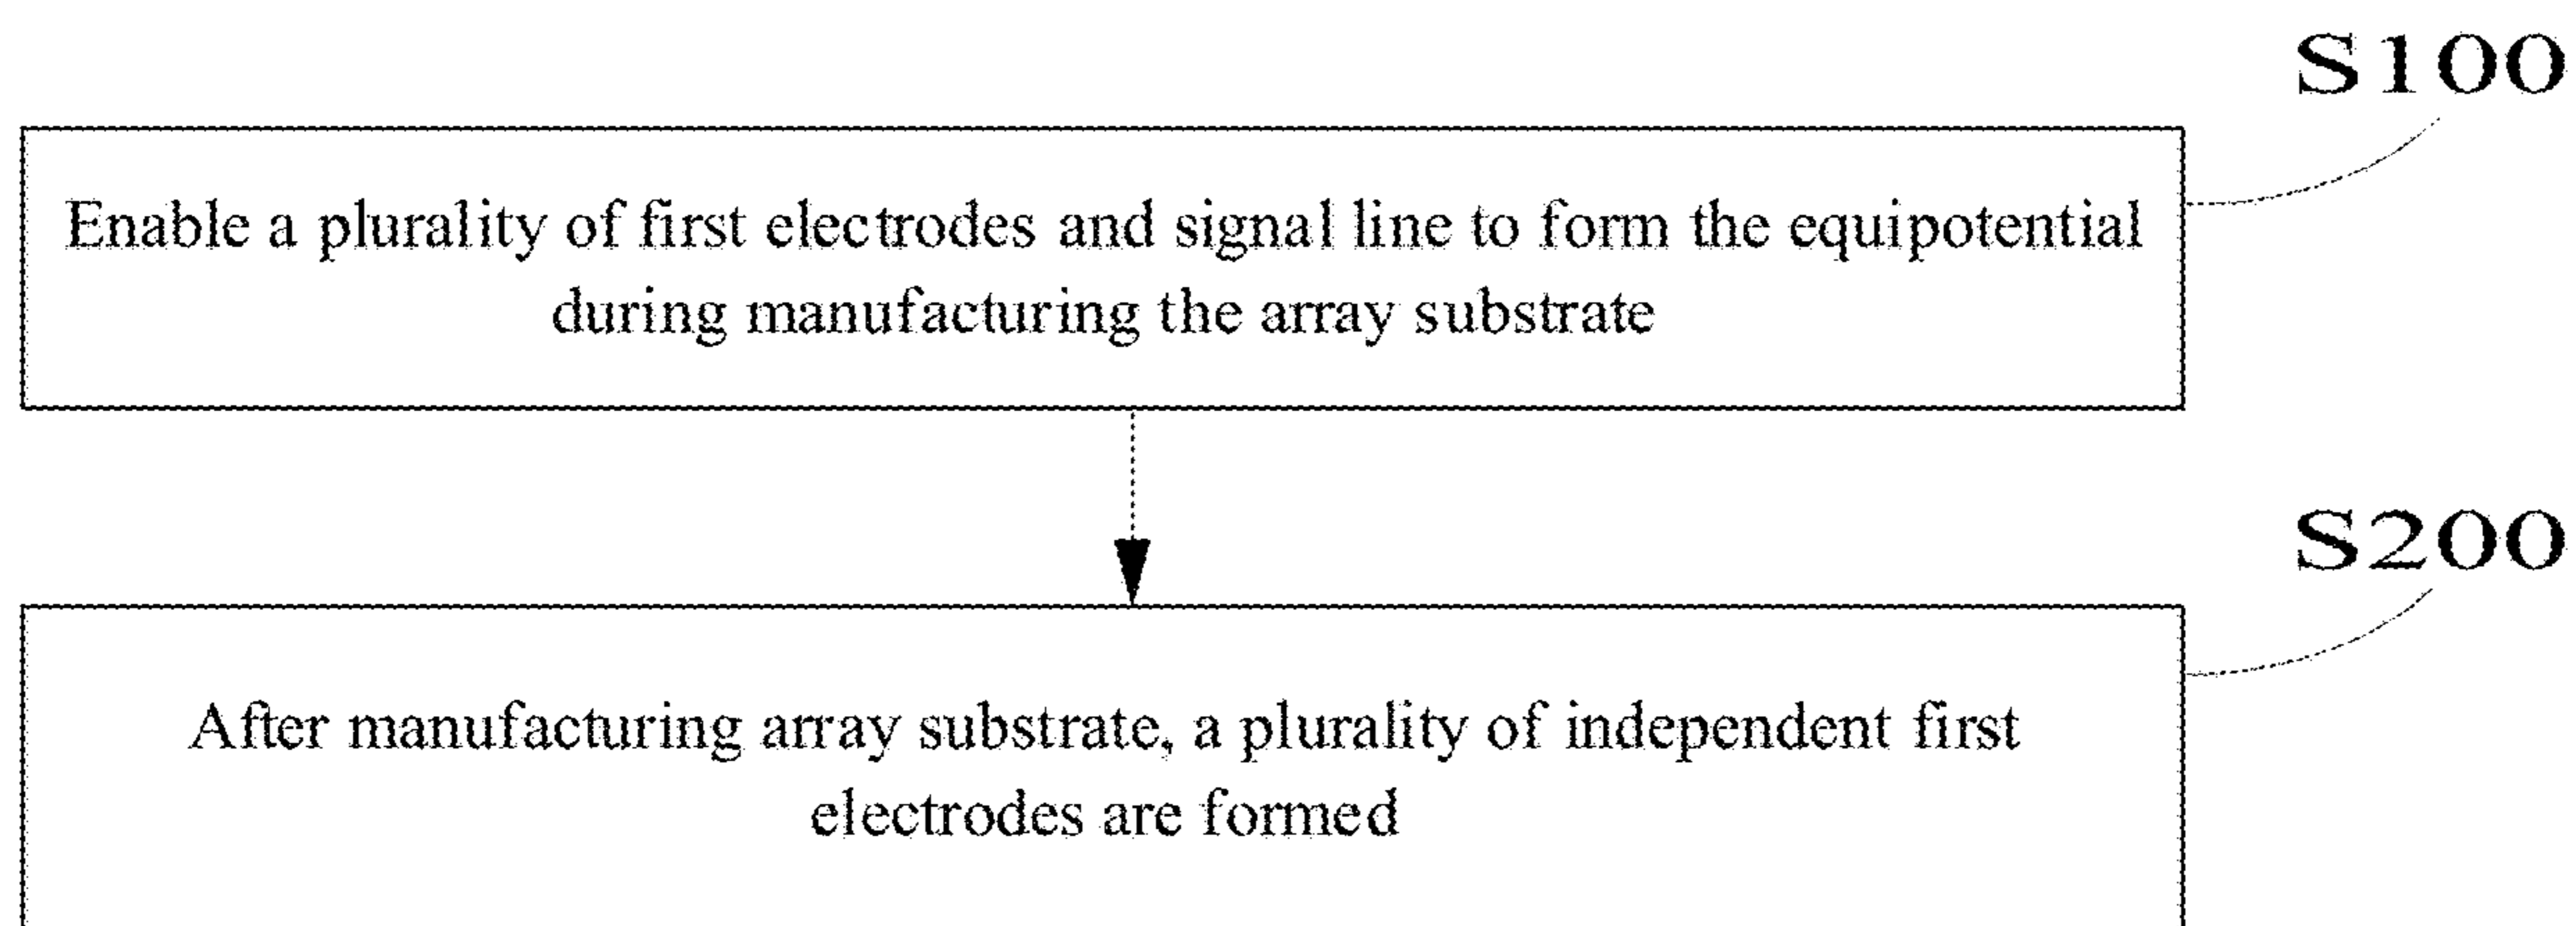 S100
Enable a plurality of first electrodes and signal line to form the equipotential
during manufacturing the array substrate
S200
After manufacturing array substrate, a plurality of independent first
electrodes are formed